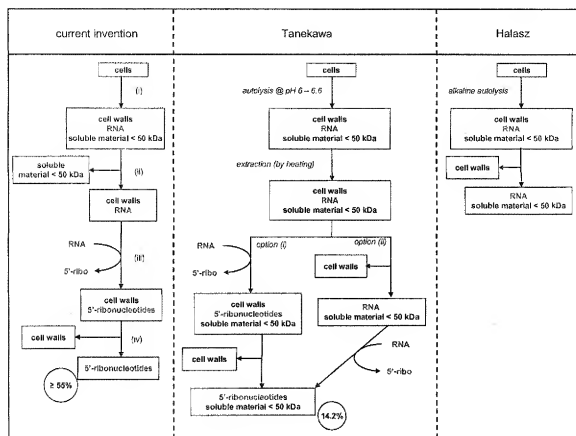 current invention
cells
(i)
cell walls
RNA
soluble material < 50 kDa
soluble
material < 50 kDa
(ii)
cell walls
RNA
RNA
(iii)
5'-ribo
cell walls
5'-ribonucleotides
cell walls
(iv)
5'-ribonucleotides
≥ 55%
Tanekawa
cells
autolysis @ pH 6 – 6.6
cell walls
RNA
soluble material < 50 kDa
extraction (by heating)
cell walls
RNA
soluble material < 50 kDa
option (i)
option (ii)
RNA
5'-ribo
cell walls
cell walls
5'-ribonucleotides
soluble material < 50 kDa
RNA
soluble material < 50 kDa
cell walls
RNA
5'-ribo
5'-ribonucleotides
soluble material < 50 kDa
14.2%
Halasz
cells
alkaline autolysis
cell walls
RNA
soluble material < 50 kDa
cell walls
RNA
soluble material < 50 kDa